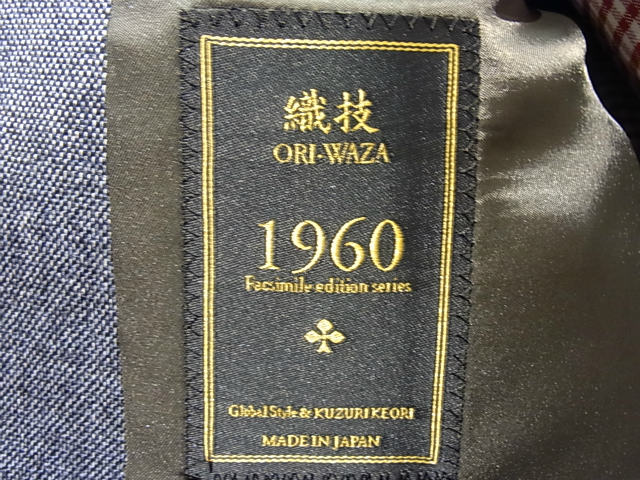 織技
ORI-WAZA
1960
Facsimile edition series
Global Style & KUZURI KEORI
MADE IN JAPAN